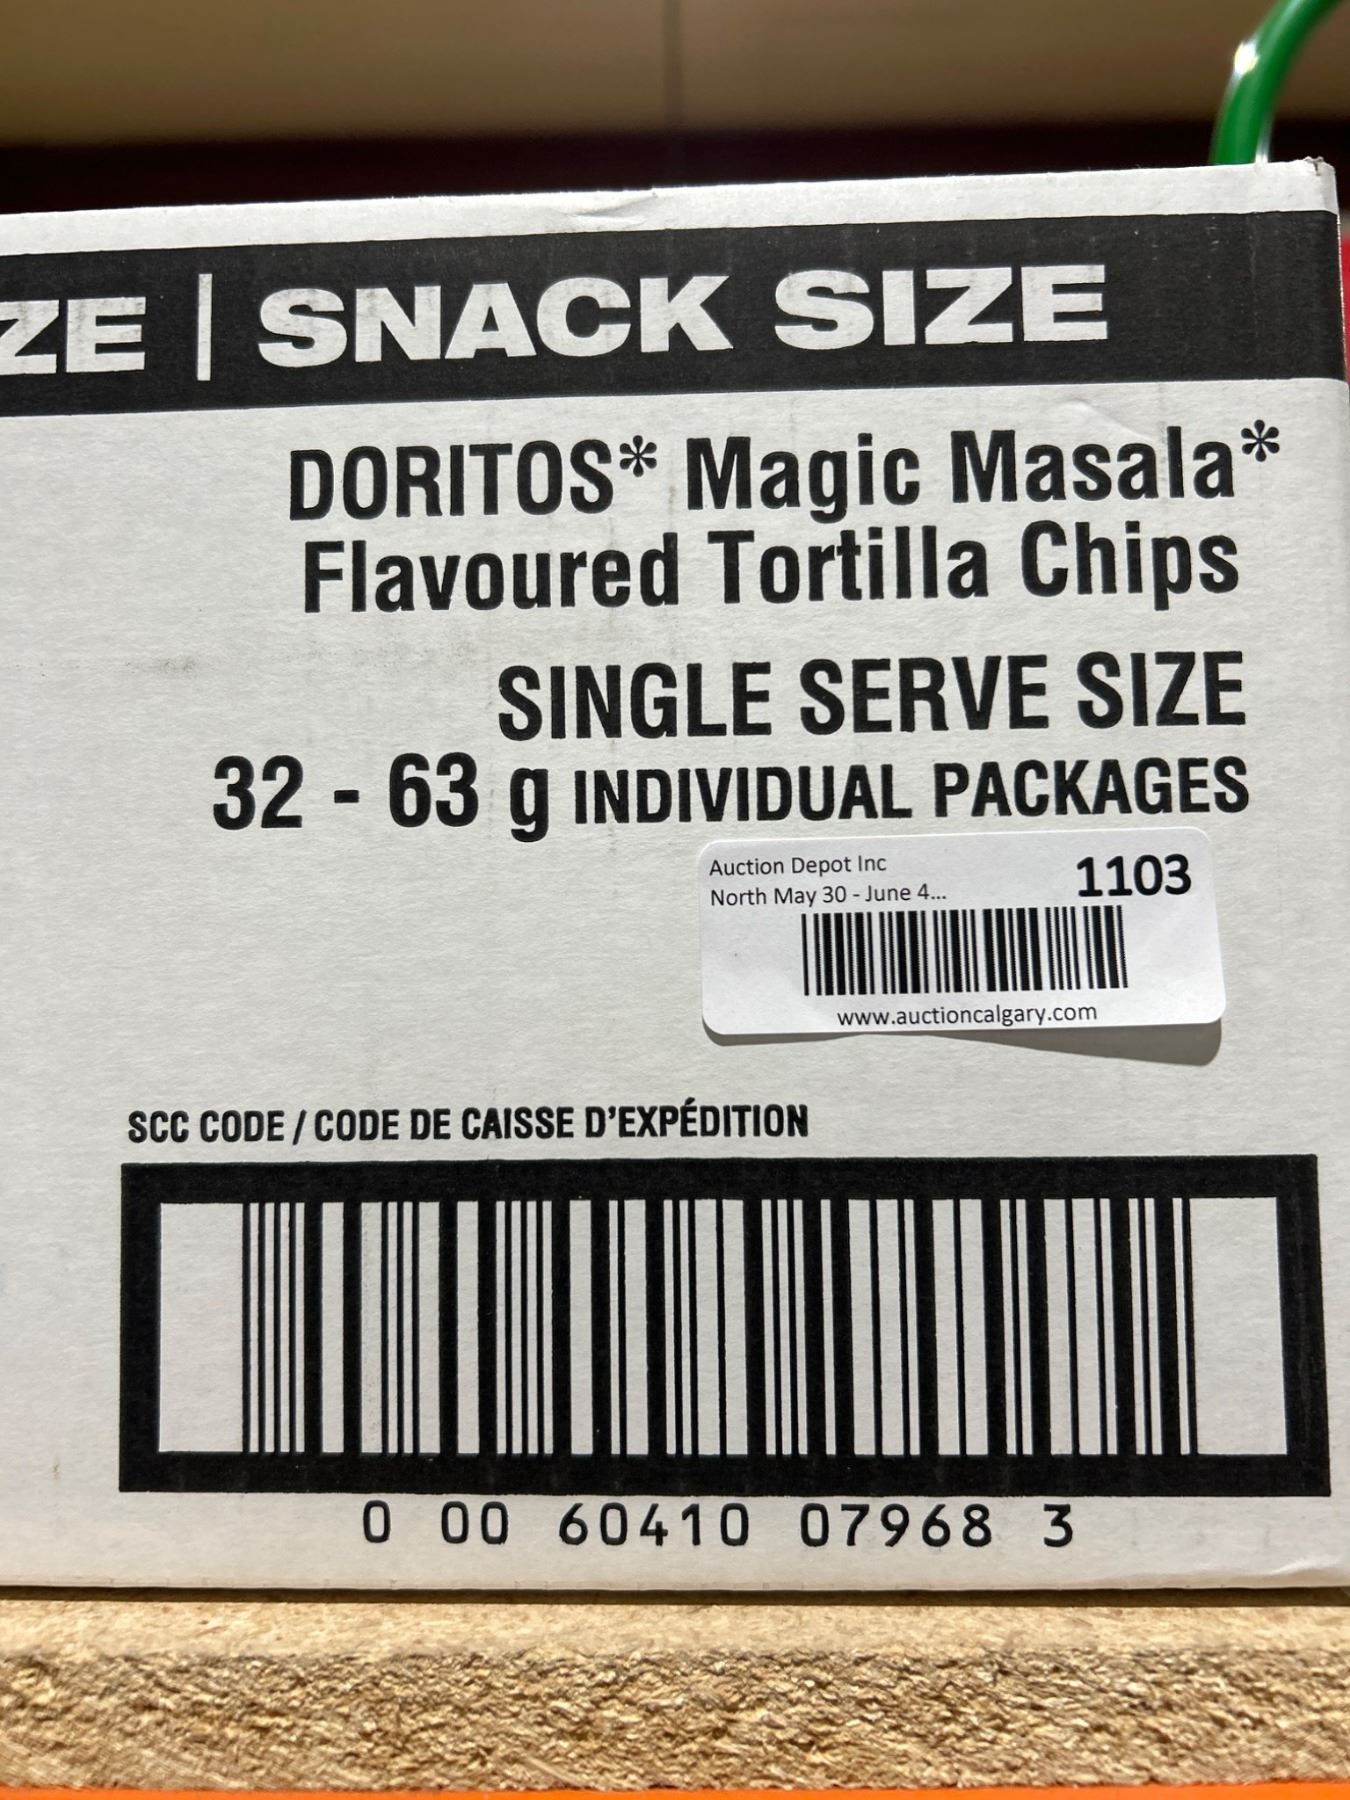 ZE | SNACK SIZE
DORITOS* Magic Masala*
Flavoured Tortilla Chips
SINGLE SERVE SIZE
32 - 63 g INDIVIDUAL PACKAGES
Auction Depot Inc
1103
North May 30 - June 4...
www.auctioncalgary.com
SCC CODE / CODE DE CAISSE D'EXPÉDITION
0 00 60410 07968 3